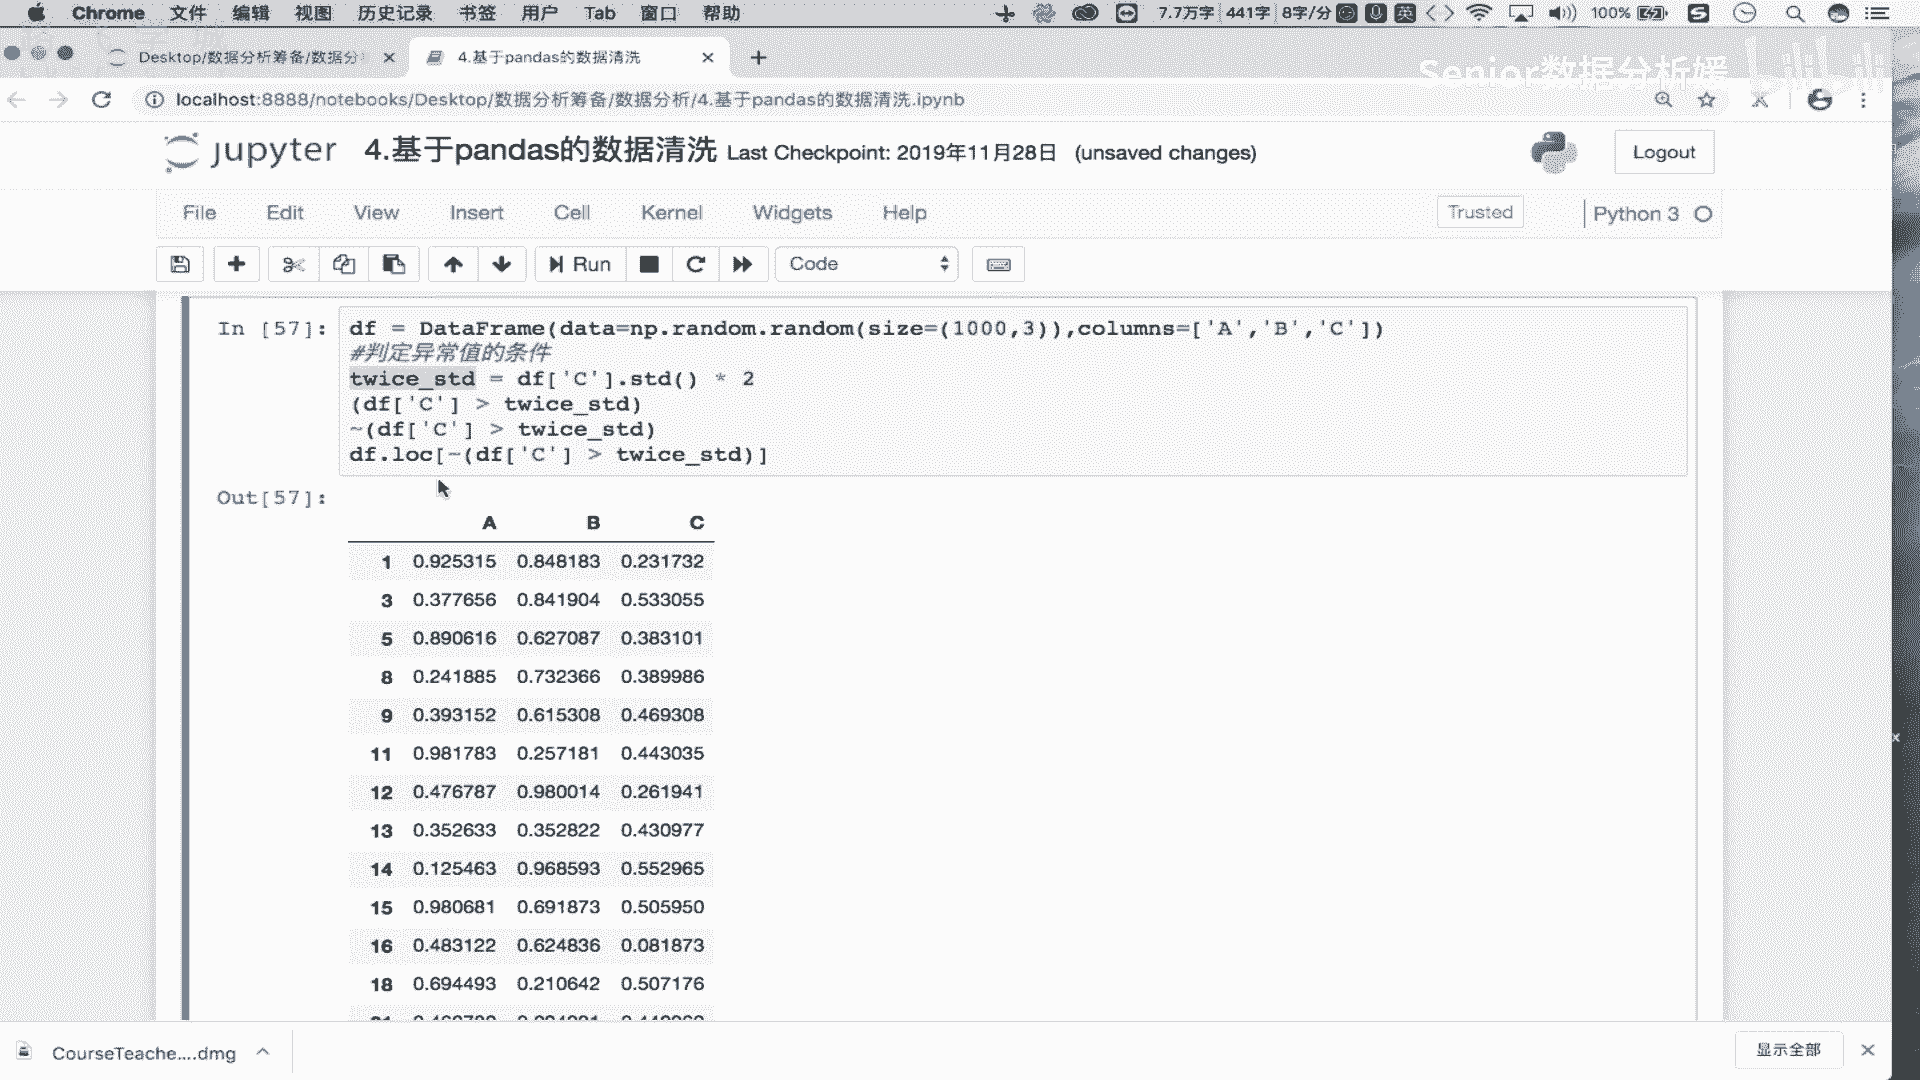 Chrome 文件 编辑 视图 历史记录 书签 用户 Tab 窗口 帮助 7.7万字 441字 8字/分 英 100%
Desktop/数据分析筹备/数据分 4.基于pandas的数据清洗
Senior数据分析媛 bilibili
localhost:8888/notebooks/Desktop/数据分析筹备/数据分析/4.基于pandas的数据清洗.ipynb
jupyter 4.基于pandas的数据清洗 Last Checkpoint: 2019年11月28日 (unsaved changes) Logout
File Edit View Insert Cell Kernel Widgets Help Trusted Python 3
Run Code
In [57]: df = DataFrame(data=np.random.random(size=(1000,3)),columns=['A','B','C'])
#判定异常值的条件
twice_std = df['C'].std() * 2
(df['C'] > twice_std)
~(df['C'] > twice_std)
df.loc[~(df['C'] > twice_std)]
Out[57]:
A B C
1 0.925315 0.848183 0.231732
3 0.377656 0.841904 0.533055
5 0.890616 0.627087 0.383101
8 0.241885 0.732366 0.389986
9 0.393152 0.615308 0.469308
11 0.981783 0.257181 0.443035
12 0.476787 0.980014 0.261941
13 0.352633 0.352822 0.430977
14 0.125463 0.968593 0.552965
15 0.980681 0.691873 0.505950
16 0.483122 0.624836 0.081873
18 0.694493 0.210642 0.507176
CourseTeache....dmg 显示全部